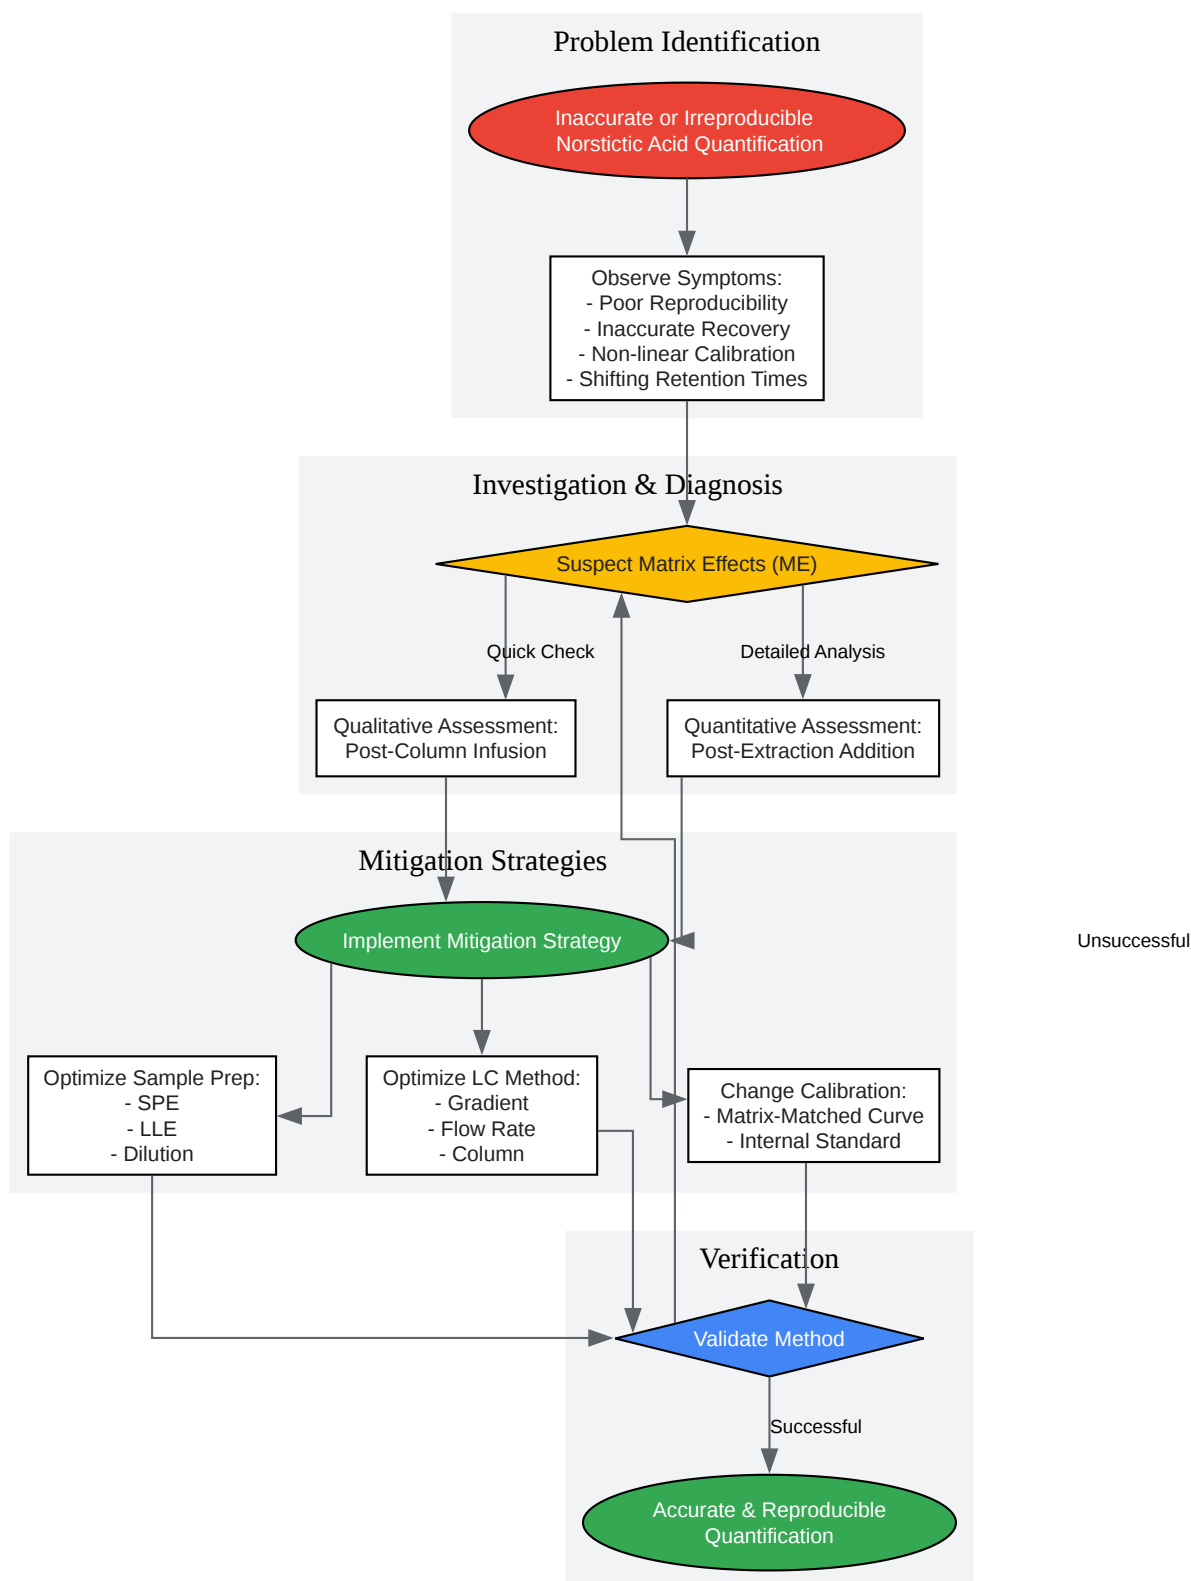 Problem Identification
Inaccurate or Irreproducible
Norstictic Acid Quantification
Observe Symptoms:
- Poor Reproducibility
- Inaccurate Recovery
- Non-linear Calibration
- Shifting Retention Times
Investigation & Diagnosis
Suspect Matrix Effects (ME)
Quick Check
Detailed Analysis
Qualitative Assessment:
Post-Column Infusion
Quantitative Assessment:
Post-Extraction Addition
Mitigation Strategies
Implement Mitigation Strategy
Unsuccessful
Optimize Sample Prep:
- SPE
- LLE
- Dilution
Optimize LC Method:
- Gradient
- Flow Rate
- Column
Change Calibration:
- Matrix-Matched Curve
- Internal Standard
Verification
Validate Method
Successful
Accurate & Reproducible
Quantification